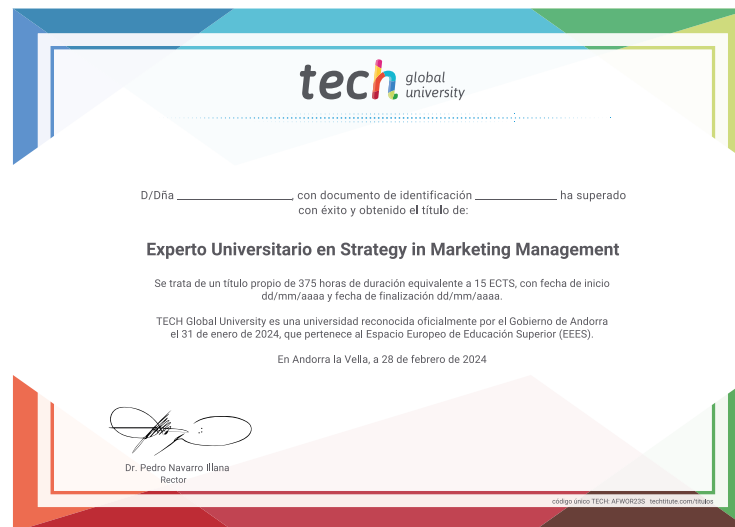 tech global university
D/Dña ____________________, con documento de identificación ______________ ha superado
con éxito y obtenido el título de:
Experto Universitario en Strategy in Marketing Management
Se trata de un título propio de 375 horas de duración equivalente a 15 ECTS, con fecha de inicio
dd/mm/aaaa y fecha de finalización dd/mm/aaaa.
TECH Global University es una universidad reconocida oficialmente por el Gobierno de Andorra
el 31 de enero de 2024, que pertenece al Espacio Europeo de Educación Superior (EEES).
En Andorra la Vella, a 28 de febrero de 2024
Dr. Pedro Navarro Illana
Rector
código único TECH: AFWOR23S techtitute.com/titulos